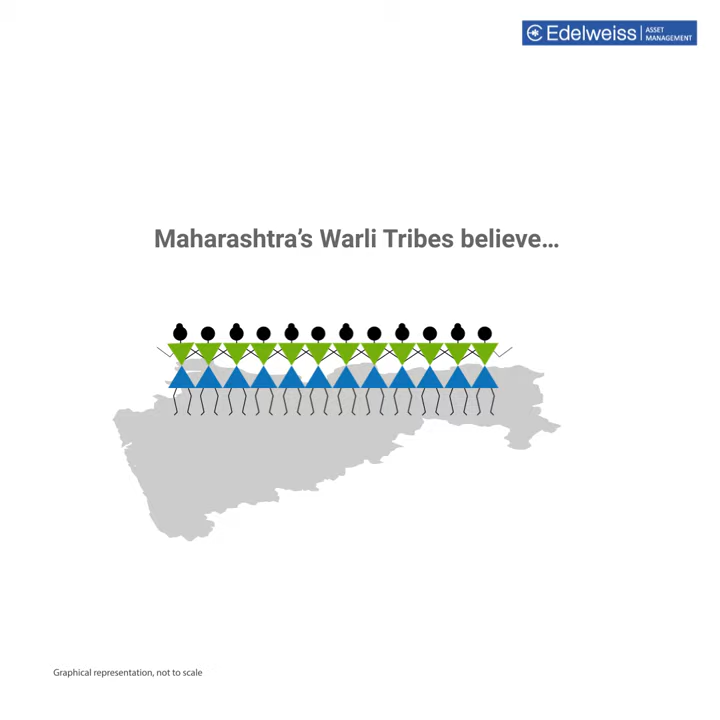 Edelweiss
ASSET
MANAGEMENT
Maharashtra’s Warli Tribes believe…
Graphical representation, not to scale